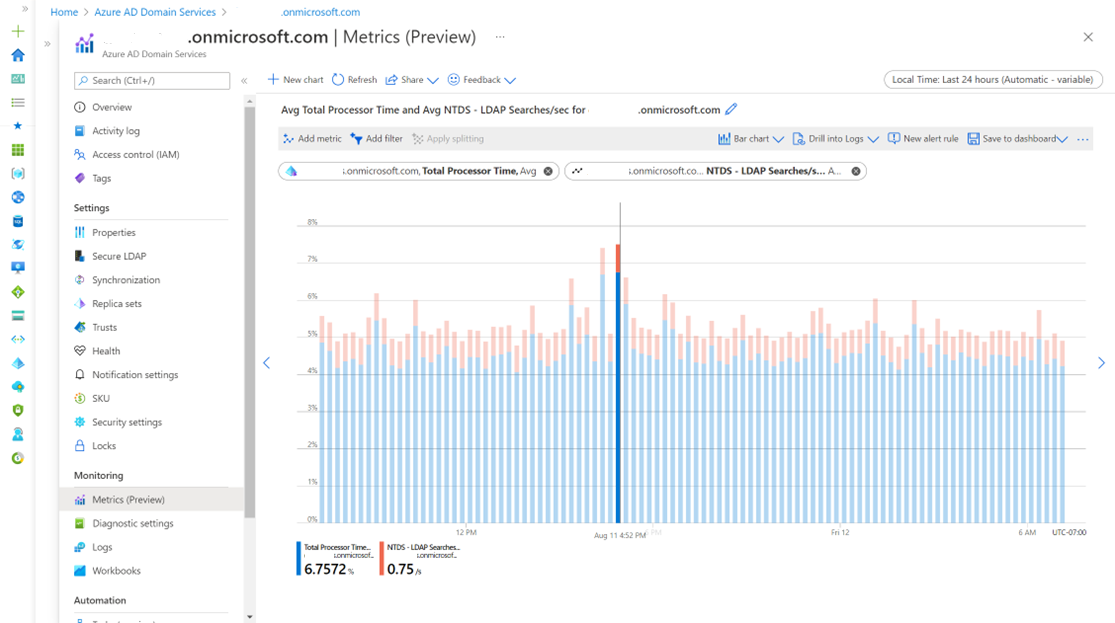 Home > Azure AD Domain Services > .onmicrosoft.com
.onmicrosoft.com | Metrics (Preview) ...
Azure AD Domain Services
Search (Ctrl+/)
Overview
Activity log
Access control (IAM)
Tags
Settings
Properties
Secure LDAP
Synchronization
Replica sets
Trusts
Health
Notification settings
SKU
Security settings
Locks
Monitoring
Metrics (Preview)
Diagnostic settings
Logs
Workbooks
Automation
New chart Refresh Share Feedback
Local Time: Last 24 hours (Automatic - variable)
Avg Total Processor Time and Avg NTDS - LDAP Searches/sec for .onmicrosoft.com
Add metric Add filter Apply splitting Bar chart Drill into Logs New alert rule Save to dashboard ...
s.onmicrosoft.com, Total Processor Time, Avg
s.onmicrosoft.co... NTDS - LDAP Searches/s... A...
8%
7%
6%
5%
4%
3%
2%
1%
0%
12 PM Aug 11 4:52 PM PM Fri 12 6 AM UTC-07:00
Total Processor Time... NTDS - LDAP Searches...
.onmicrosof... .onmicrosof...
6.7572 % 0.75 /s